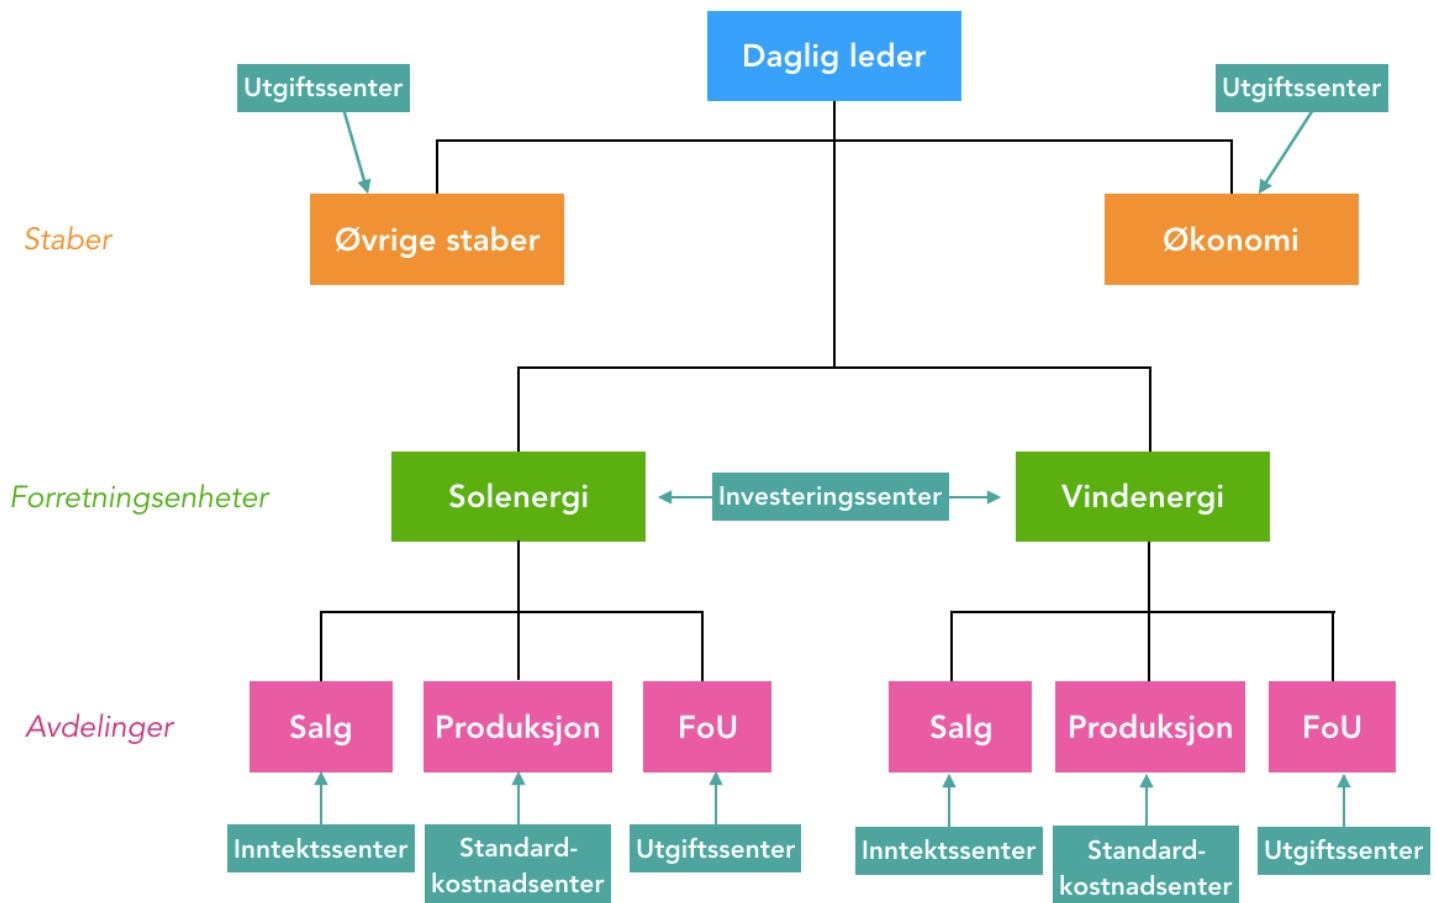 Daglig leder
Utgiftssenter
Utgiftssenter
Staber
Øvrige staber
Økonomi
Forretningsenheter
Solenergi
Investeringssenter
Vindenergi
Avdelinger
Salg
Produksjon
FoU
Salg
Produksjon
FoU
Inntektssenter
Standard-
kostnadsenter
Utgiftssenter
Inntektssenter
Standard-
kostnadsenter
Utgiftssenter